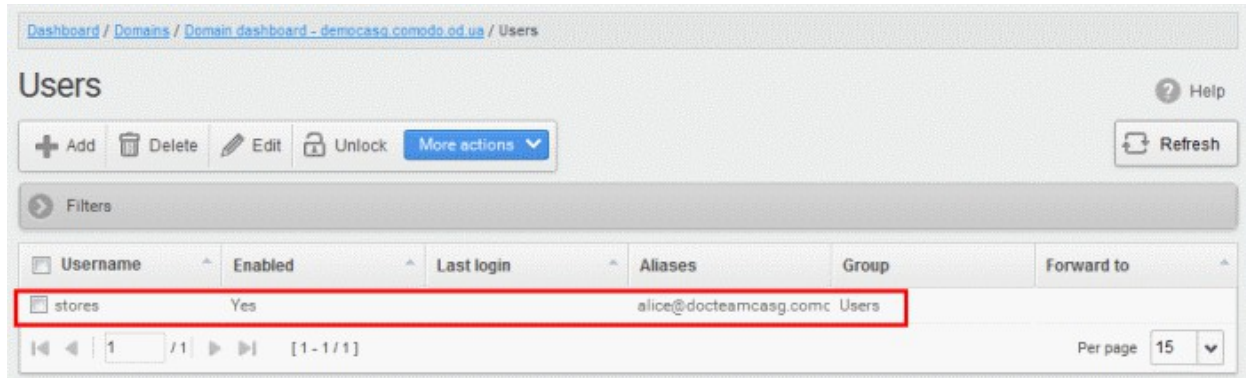 Dashboard / Domains / Domain dashboard - democasg.comodo.od.ua / Users
Users
Help
Add Delete Edit Unlock More actions Refresh
Filters
Username Enabled Last login Aliases Group Forward to
stores Yes alice@docteamcasg.comc Users
1 / 1 [ 1 - 1 / 1 ] Per page 15